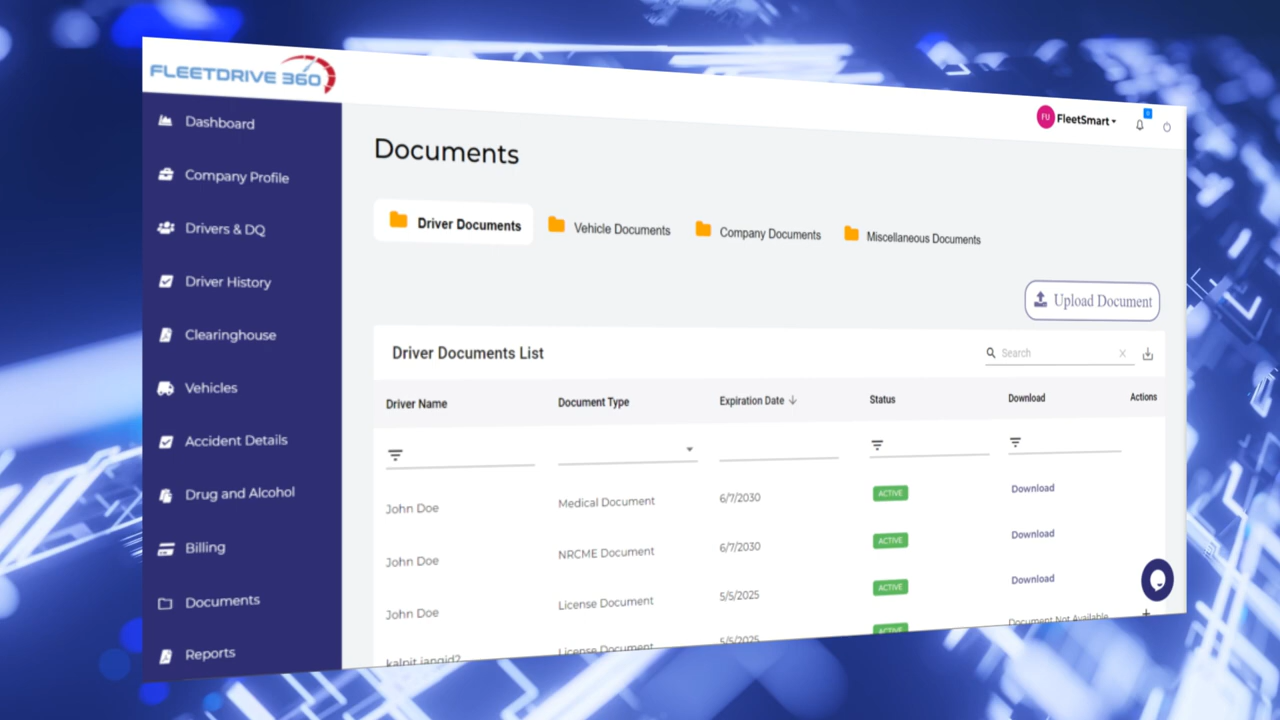 FLEETDRIVE 360
FU FleetSmart
Dashboard
Company Profile
Drivers & DQ
Driver History
Clearinghouse
Vehicles
Accident Details
Drug and Alcohol
Billing
Documents
Reports
Documents
Driver Documents Vehicle Documents Company Documents Miscellaneous Documents
Upload Document
Driver Documents List Search
Driver Name Document Type Expiration Date Status Download Actions
John Doe Medical Document 6/7/2030 ACTIVE Download
John Doe NRCME Document 6/7/2030 ACTIVE Download
John Doe License Document 5/5/2025 ACTIVE Download
kalpit jangid2 License Document 5/5/2025 ACTIVE Document Not Available